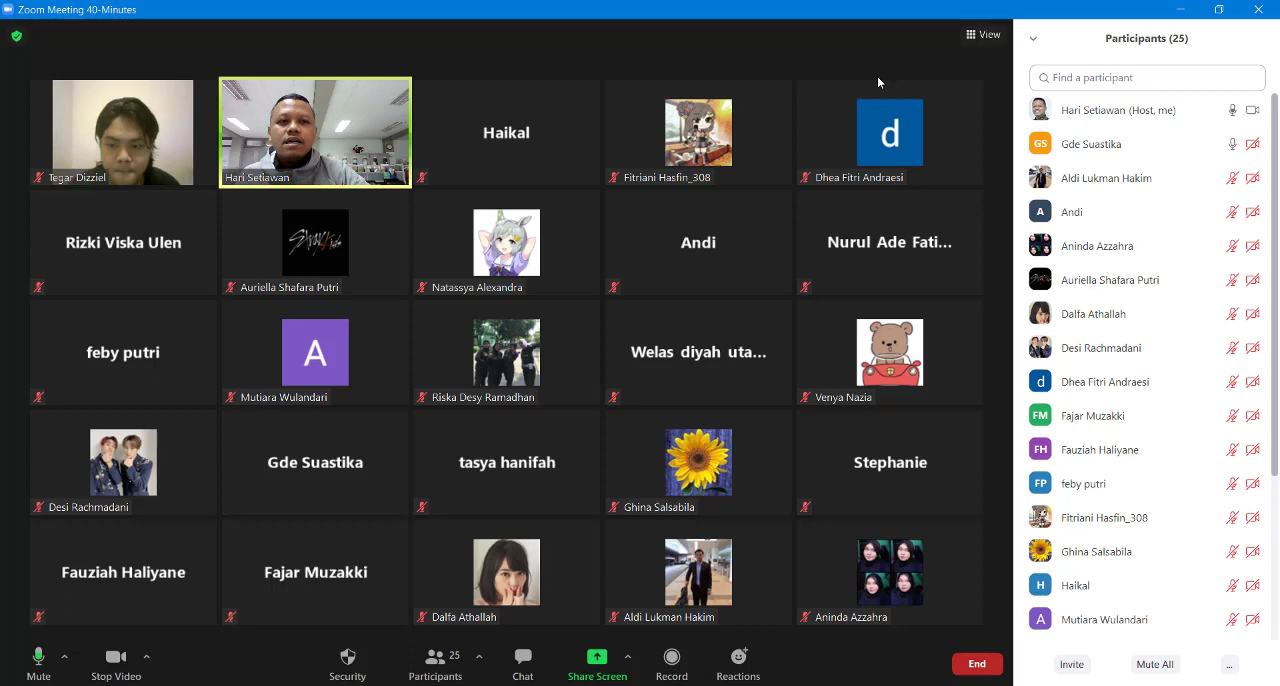 Zoom Meeting 40-Minutes
View
Tegar Dizziel
Hari Setiawan
Haikal
Fitriani Hasfin_308
d
Dhea Fitri Andraesi
Rizki Viska Ulen
Auriella Shafara Putri
Natassya Alexandra
Andi
Nurul Ade Fati...
feby putri
A
Mutiara Wulandari
Riska Desy Ramadhan
Welas diyah uta...
Venya Nazia
Desi Rachmadani
Gde Suastika
tasya hanifah
Ghina Salsabila
Stephanie
Fauziah Haliyane
Fajar Muzakki
Dalfa Athallah
Aldi Lukman Hakim
Aninda Azzahra
Mute
Stop Video
Security
25
Participants
Chat
Share Screen
Record
Reactions
End
Participants (25)
Find a participant
Hari Setiawan (Host, me)
GS Gde Suastika
Aldi Lukman Hakim
A Andi
Aninda Azzahra
Auriella Shafara Putri
Dalfa Athallah
Desi Rachmadani
d Dhea Fitri Andraesi
FM Fajar Muzakki
FH Fauziah Haliyane
FP feby putri
Fitriani Hasfin_308
Ghina Salsabila
H Haikal
A Mutiara Wulandari
Invite
Mute All
...